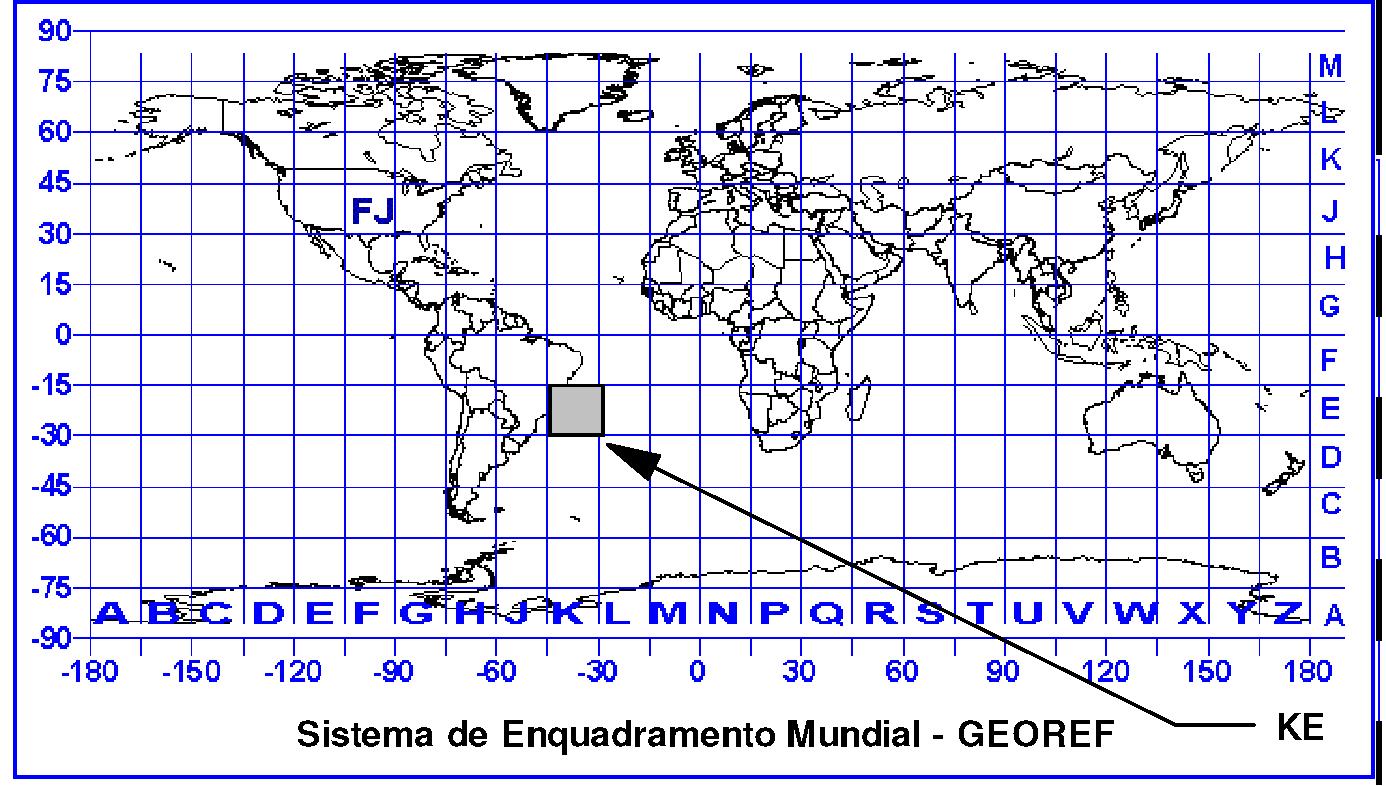 90
M
75
L
60
K
45
FJ
J
30
H
15
G
0
F
-15
E
-30
D
-45
C
-60
B
-75
A B C D E F G H J K L M N P Q R S T U V W X Y Z A
-90
-180 -150 -120 -90 -60 -30 0 30 60 90 120 150 180
Sistema de Enquadramento Mundial - GEOREF
KE